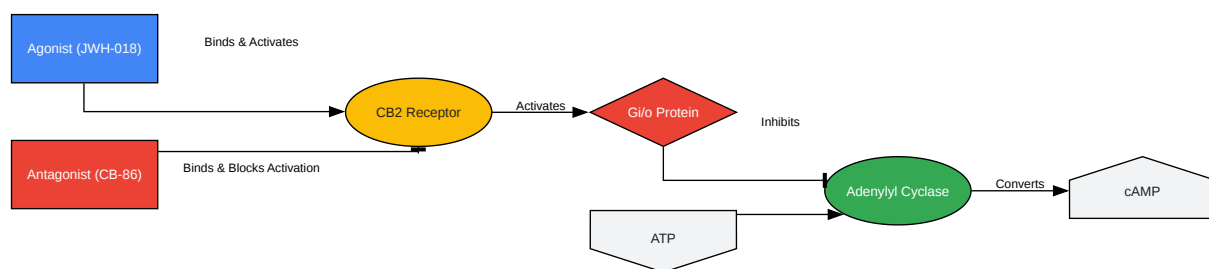 Agonist (JWH-018)
Binds & Activates
CB2 Receptor
Activates
Gi/o Protein
Inhibits
Antagonist (CB-86)
Binds & Blocks Activation
Adenylyl Cyclase
Converts
cAMP
ATP